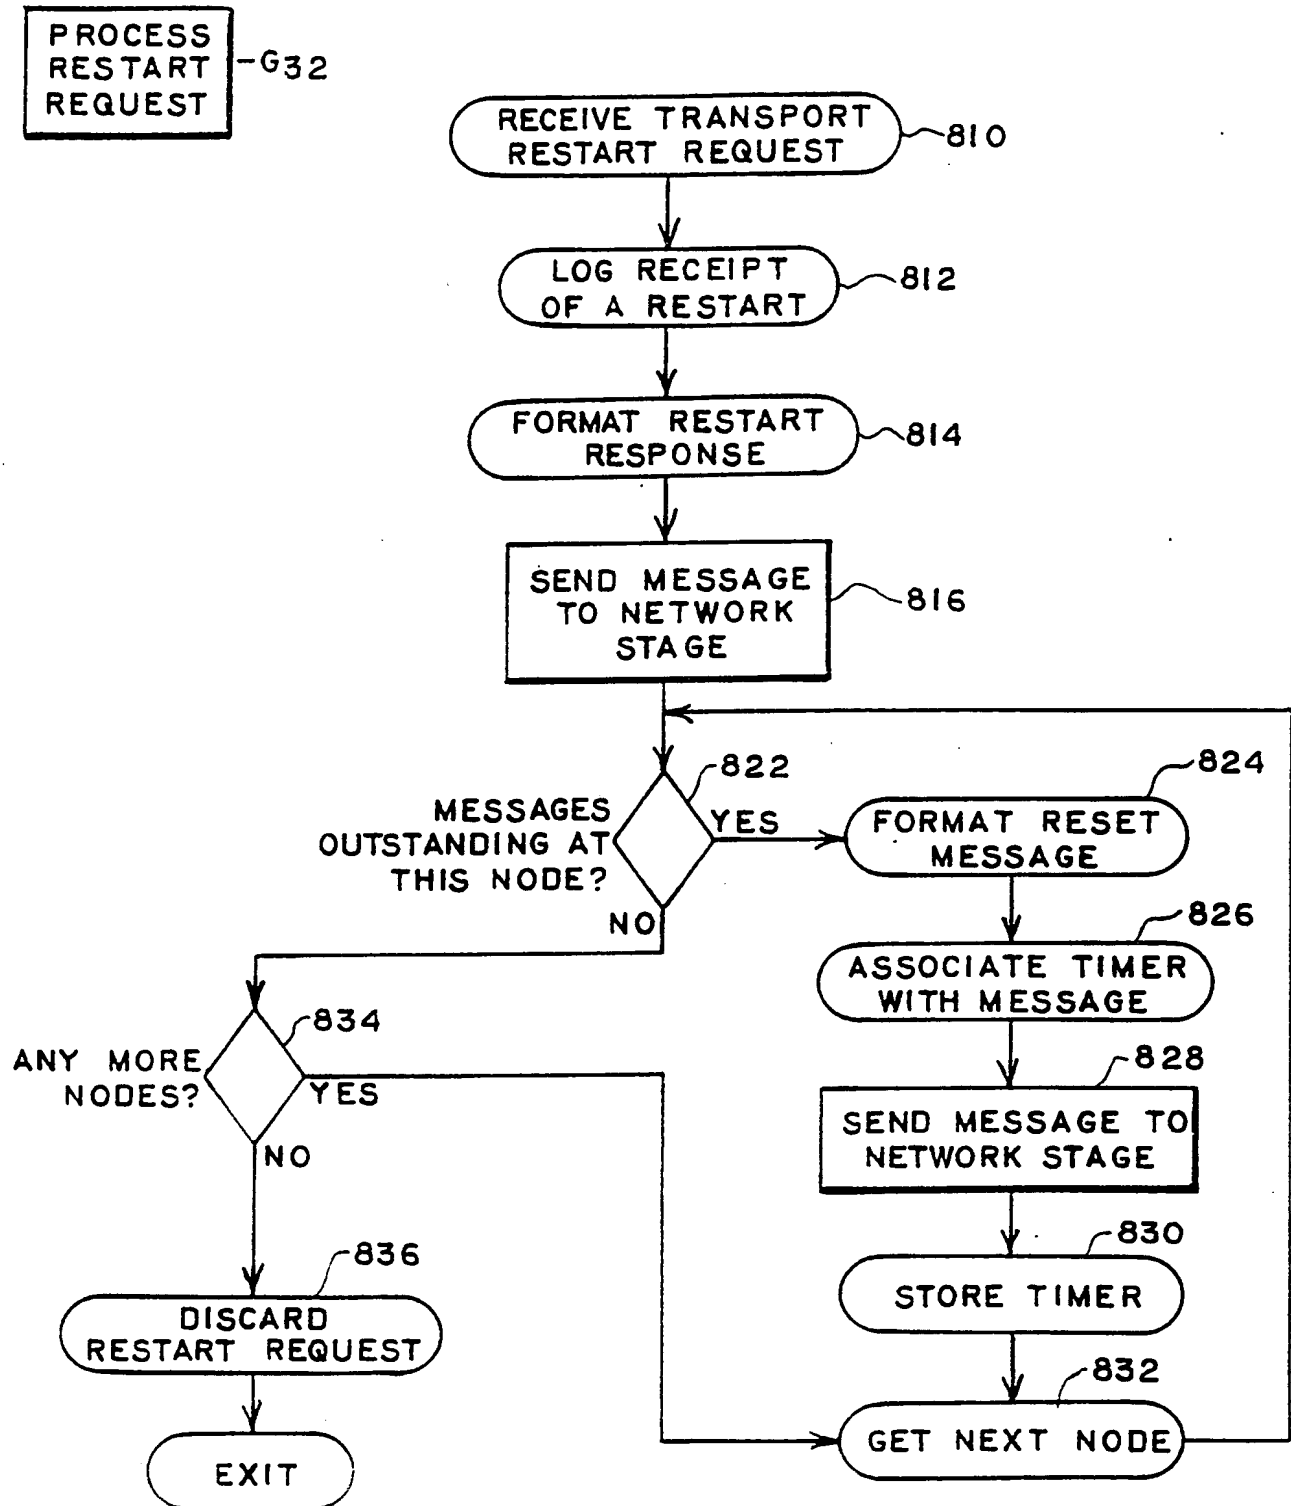 PROCESS
RESTART
REQUEST
G32
RECEIVE TRANSPORT
RESTART REQUEST
810
LOG RECEIPT
OF A RESTART
812
FORMAT RESTART
RESPONSE
814
SEND MESSAGE
TO NETWORK
STAGE
816
822
MESSAGES
OUTSTANDING AT
THIS NODE?
YES
NO
824
FORMAT RESET
MESSAGE
826
ASSOCIATE TIMER
WITH MESSAGE
828
SEND MESSAGE TO
NETWORK STAGE
830
STORE TIMER
832
GET NEXT NODE
834
ANY MORE
NODES?
YES
NO
836
DISCARD
RESTART REQUEST
EXIT